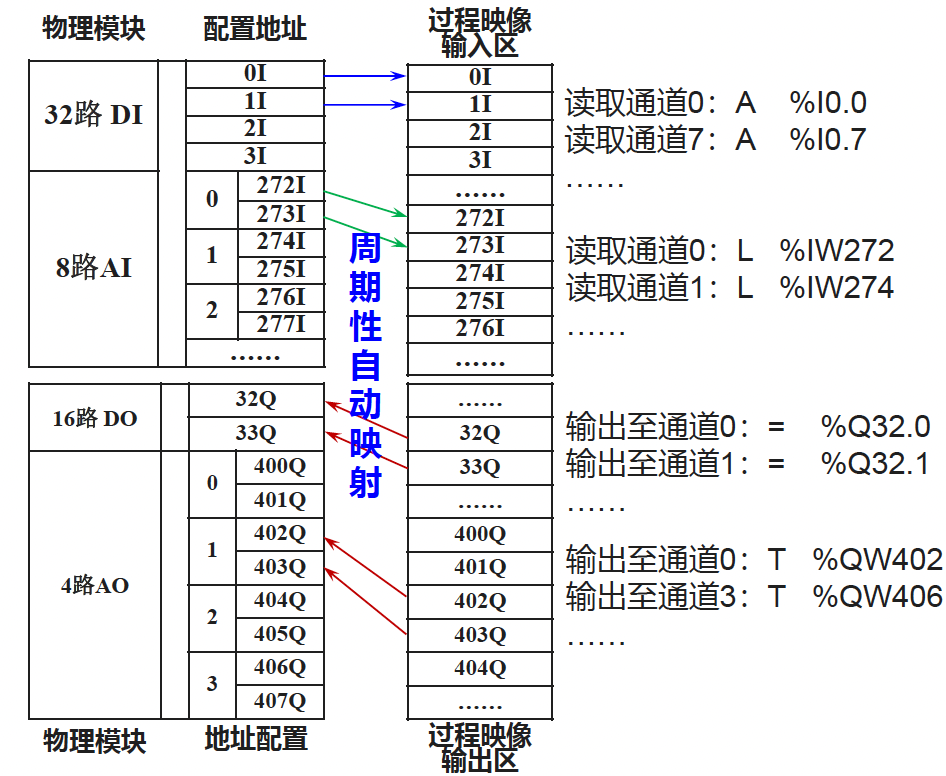 物理模块
配置地址
过程映像
输入区
32路 DI
0I
1I
2I
3I
8路AI
0
272I
273I
1
274I
275I
2
276I
277I
……
0I
1I
2I
3I
……
272I
273I
274I
275I
276I
……
读取通道0：A %I0.0
读取通道7：A %I0.7
……
读取通道0：L %IW272
读取通道1：L %IW274
……
周期性自动映射
16路 DO
32Q
33Q
4路AO
0
400Q
401Q
1
402Q
403Q
2
404Q
405Q
3
406Q
407Q
……
32Q
33Q
……
400Q
401Q
402Q
403Q
404Q
……
输出至通道0：= %Q32.0
输出至通道1：= %Q32.1
……
输出至通道0：T %QW402
输出至通道3：T %QW406
……
物理模块
地址配置
过程映像
输出区